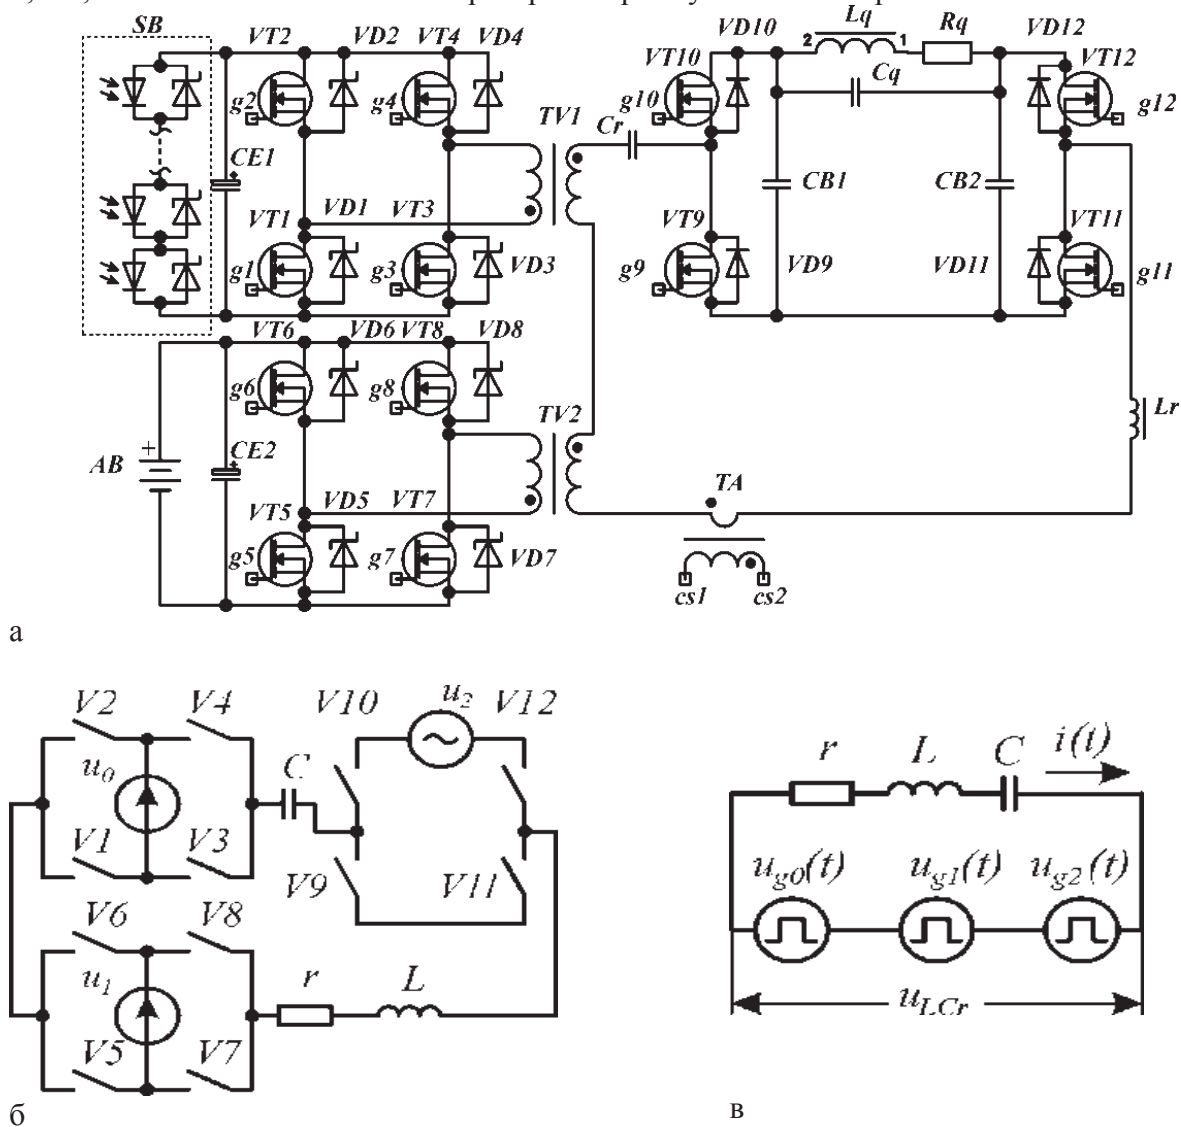 SB
VT2 VD2 VT4 VD4
g2 g4
CE1
TV1
VT1 VD1 VT3
g1 g3 VD3
Cr
VD10 Lq Rq VD12
2 1
VT10 VT12
g10 Cq g12
CB1 CB2
VT9 VT11
g9 VD9 VD11 g11
VT6 VD6 VT8 VD8
g6 g8
+
AB CE2
TV2
VT5 VD5 VT7
g5 g7 VD7
Lr
TA
cs1 cs2
а
V2 V4
u0
V1 V3
C
V10 u2 V12
V9 V11
V6 V8
u1
V5 V7
r L
б
r L C i(t)
ug0(t) ug1(t) ug2(t)
uLCr
в